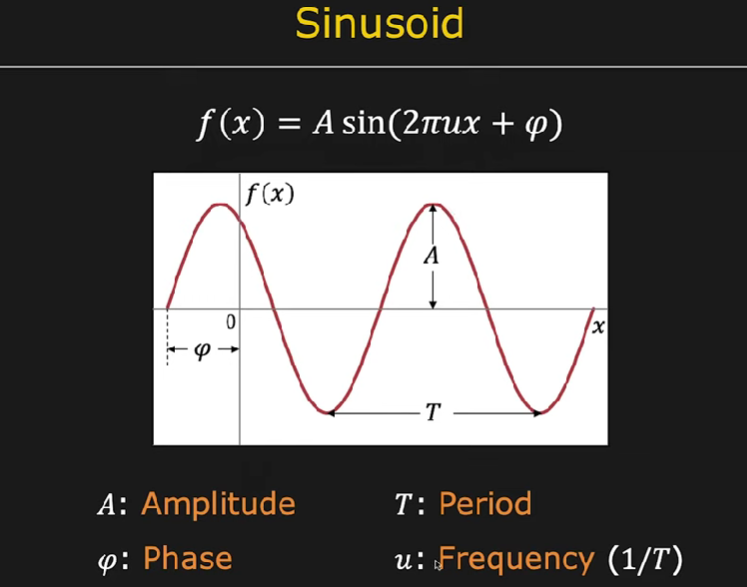 Sinusoid
f(x) = A sin(2πux + φ)
f(x)
A
0
x
φ
T
A: Amplitude
T: Period
φ: Phase
u: Frequency (1/T)